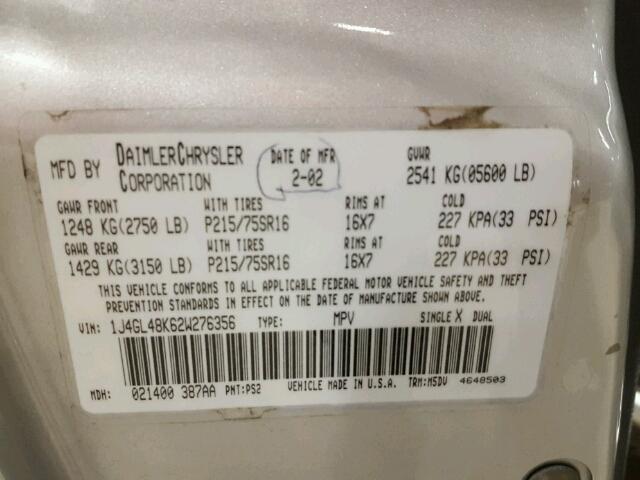 MFD BY DAIMLERCHRYSLER CORPORATION DATE OF MFR 2-02 GVWR 2541 KG(05600 LB)
GAWR FRONT WITH TIRES RIMS AT COLD
1248 KG(2750 LB) P215/75SR16 16X7 227 KPA(33 PSI)
GAWR REAR WITH TIRES RIMS AT COLD
1429 KG(3150 LB) P215/75SR16 16X7 227 KPA(33 PSI)
THIS VEHICLE CONFORMS TO ALL APPLICABLE FEDERAL MOTOR VEHICLE SAFETY AND THEFT
PREVENTION STANDARDS IN EFFECT ON THE DATE OF MANUFACTURE SHOWN ABOVE.
VIN: 1J4GL48K62W276356 TYPE: MPV SINGLE X DUAL
MDH: 021400 387AA PNT:PS2 VEHICLE MADE IN U.S.A. TRM:M5DV 4648503